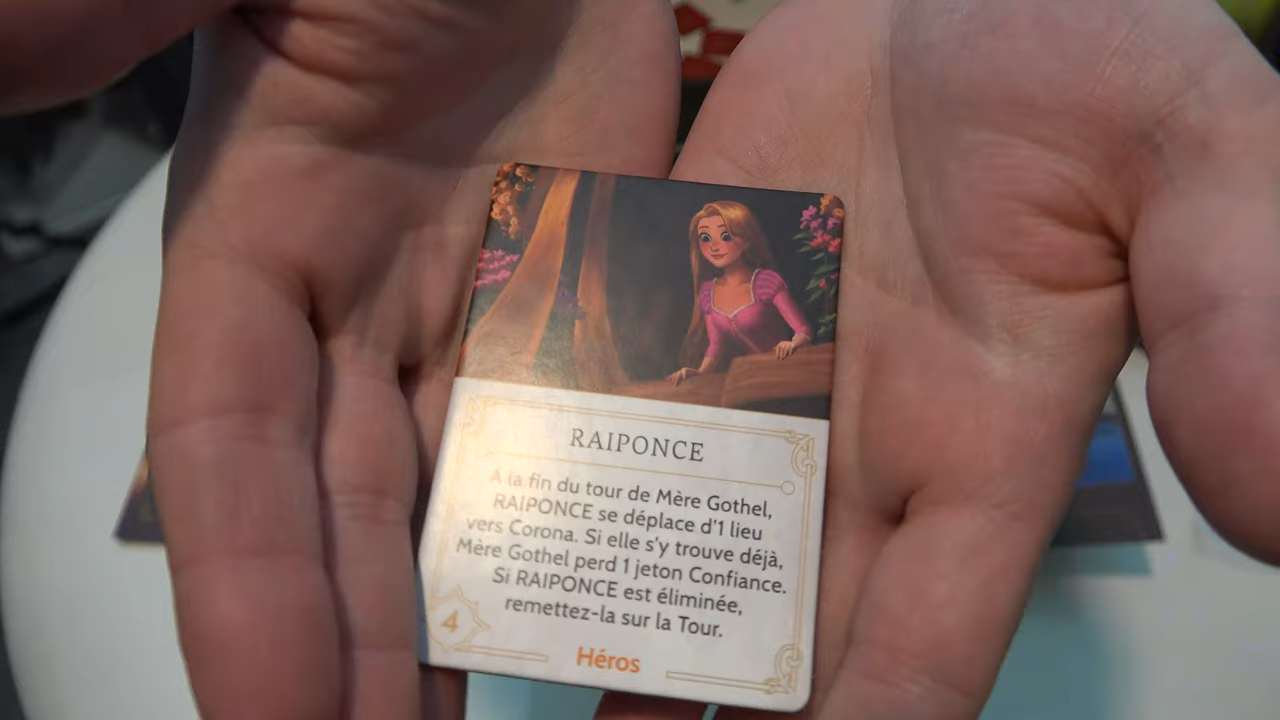 RAIPONCE
A la fin du tour de Mère Gothel,
RAIPONCE se déplace d'1 lieu
vers Corona. Si elle s'y trouve déjà,
Mère Gothel perd 1 jeton Confiance.
Si RAIPONCE est éliminée,
remettez-la sur la Tour.
4
Héros